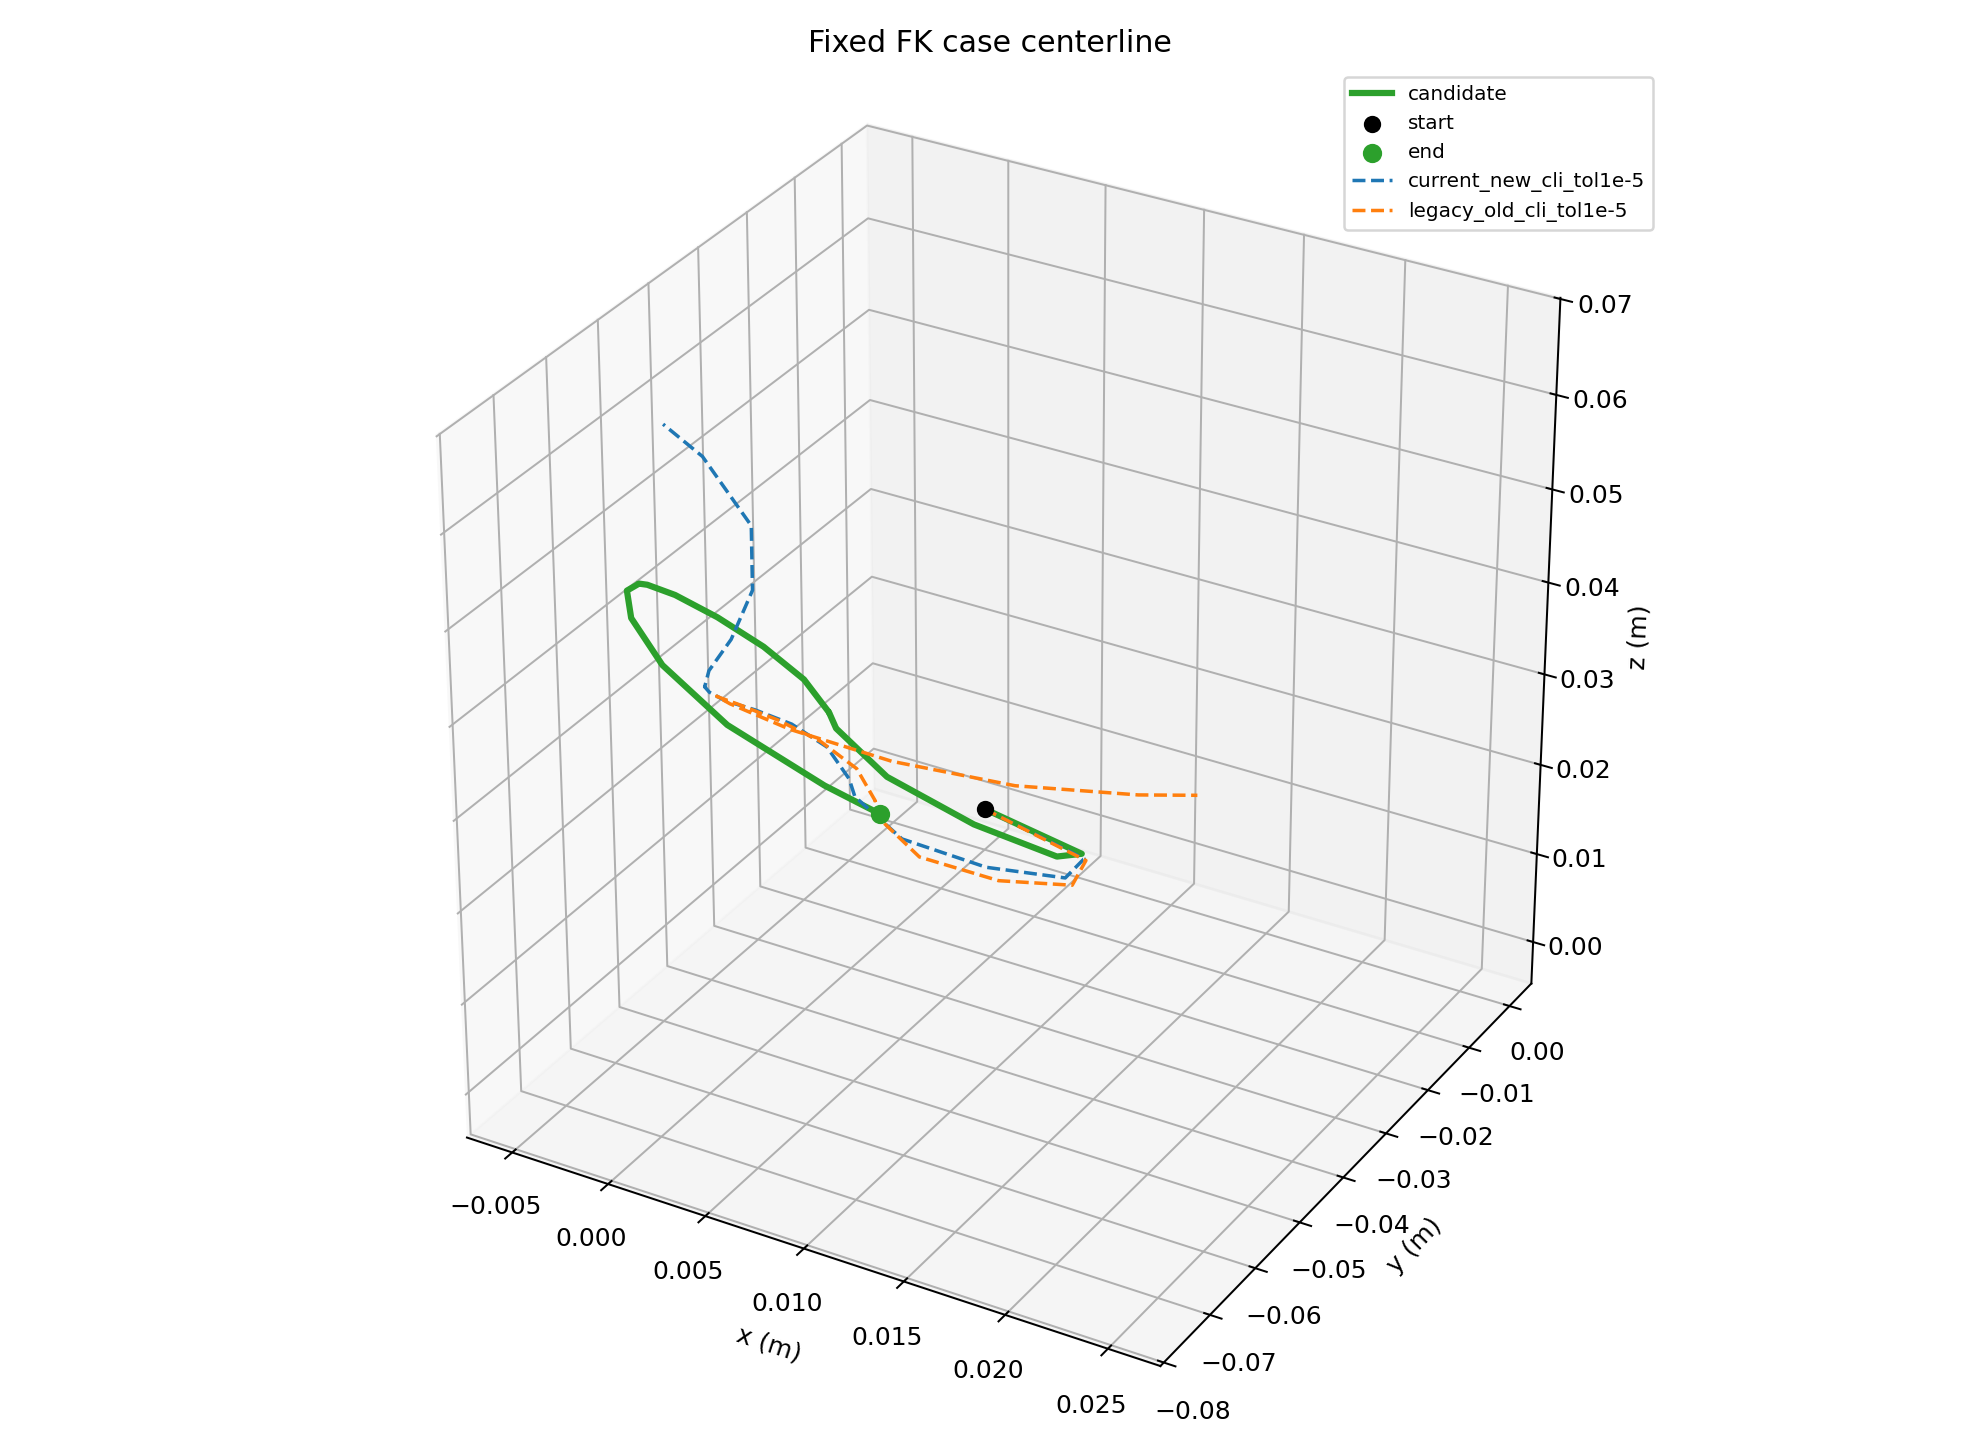 Fixed FK case centerline
candidate
start
end
current_new_cli_tol1e-5
legacy_old_cli_tol1e-5
0.07
0.06
0.05
0.04
0.03
0.02
0.01
0.00
z (m)
0.00
−0.01
−0.02
−0.03
−0.04
−0.05
−0.06
−0.07
−0.08
y (m)
−0.005
0.000
0.005
0.010
0.015
0.020
0.025
x (m)